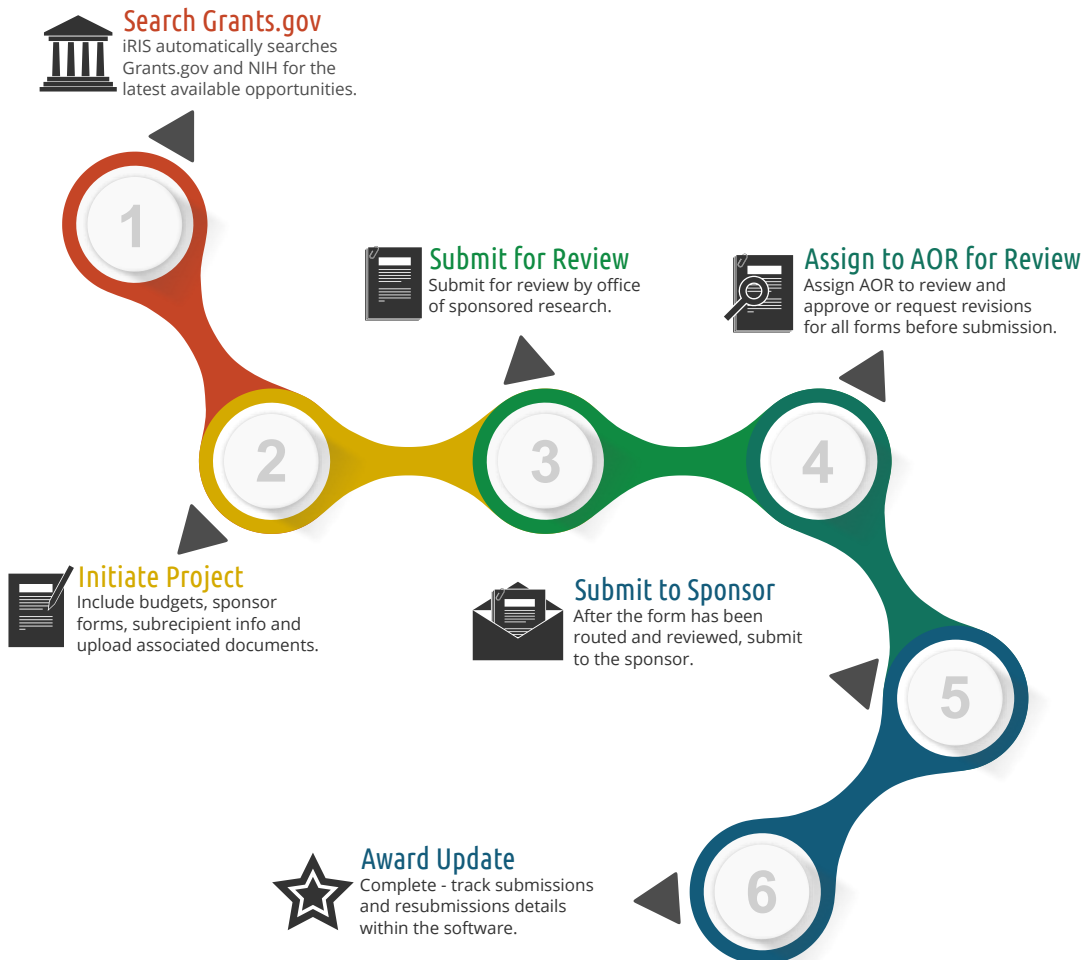 Search Grants.gov
iRIS automatically searches
Grants.gov and NIH for the
latest available opportunities.
1
Submit for Review
Submit for review by office
of sponsored research.
Assign to AOR for Review
Assign AOR to review and
approve or request revisions
for all forms before submission.
2
3
4
Initiate Project
Include budgets, sponsor
forms, subrecipient info and
upload associated documents.
Submit to Sponsor
After the form has been
routed and reviewed, submit
to the sponsor.
5
Award Update
Complete - track submissions
and resubmissions details
within the software.
6